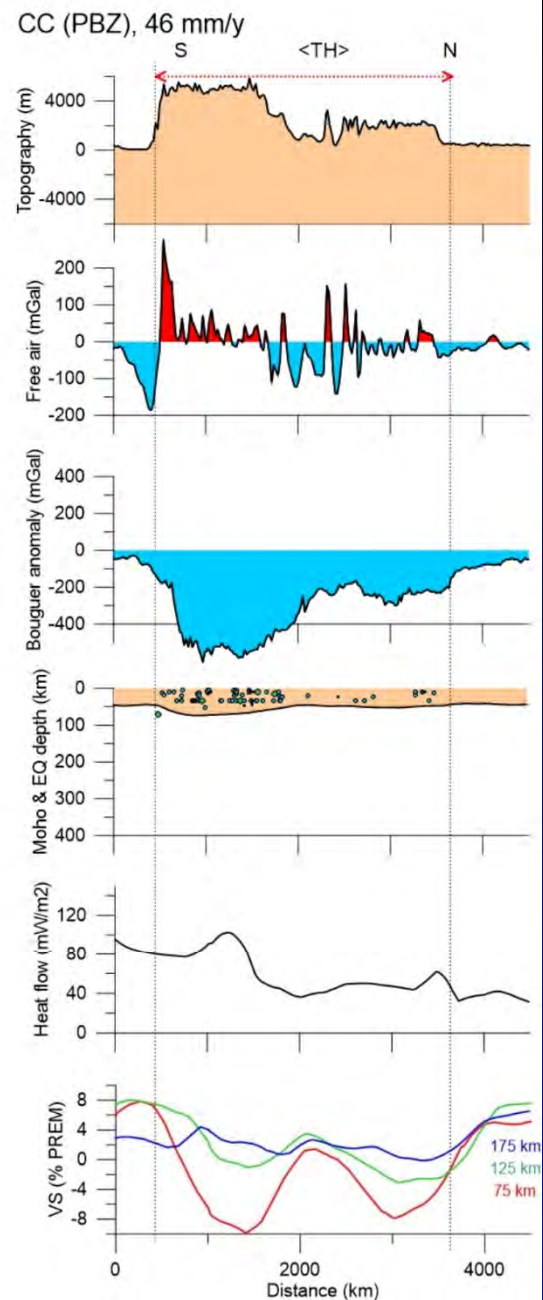 CC (PBZ), 46 mm/y
S <TH> N
Topography (m)
4000
0
-4000
Free air (mGal)
200
100
0
-100
-200
Bouguer anomaly (mGal)
400
200
0
-200
-400
Moho & EQ depth (km)
0
100
200
300
400
Heat flow (mW/m2)
120
80
40
0
VS (% PREM)
8
4
0
-4
-8
175 km
125 km
75 km
0 2000 4000
Distance (km)